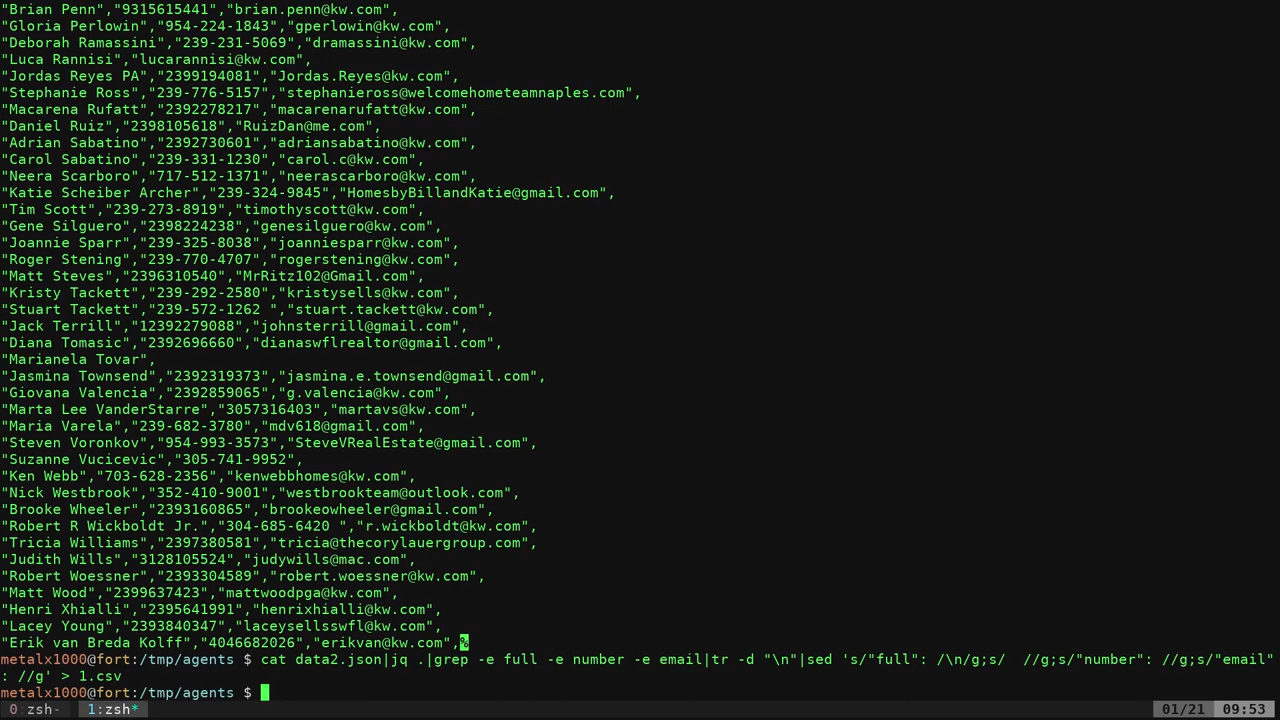 "Brian Penn","9315615441","brian.penn@kw.com",
"Gloria Perlowin","954-224-1843","gperlowin@kw.com",
"Deborah Ramassini","239-231-5069","dramassini@kw.com",
"Luca Rannisi","lucarannisi@kw.com",
"Jordas Reyes PA","2399194081","Jordas.Reyes@kw.com",
"Stephanie Ross","239-776-5157","stephanieross@welcomehometeamnaples.com",
"Macarena Rufatt","2392278217","macarenarufatt@kw.com",
"Daniel Ruiz","2398105618","RuizDan@me.com",
"Adrian Sabatino","2392730601","adriansabatino@kw.com",
"Carol Sabatino","239-331-1230","carol.c@kw.com",
"Neera Scarboro","717-512-1371","neerascarboro@kw.com",
"Katie Scheiber Archer","239-324-9845","HomesbyBillandKatie@gmail.com",
"Tim Scott","239-273-8919","timothyscott@kw.com",
"Gene Silguero","2398224238","genesilguero@kw.com",
"Joannie Sparr","239-325-8038","joanniesparr@kw.com",
"Roger Stening","239-770-4707","rogerstening@kw.com",
"Matt Steves","2396310540","MrRitz102@Gmail.com",
"Kristy Tackett","239-292-2580","kristysells@kw.com",
"Stuart Tackett","239-572-1262 ","stuart.tackett@kw.com",
"Jack Terrill","12392279088","johnsterrill@gmail.com",
"Diana Tomasic","2392696660","dianaswflrealtor@gmail.com",
"Marianela Tovar",
"Jasmina Townsend","2392319373","jasmina.e.townsend@gmail.com",
"Giovana Valencia","2392859065","g.valencia@kw.com",
"Marta Lee VanderStarre","3057316403","martavs@kw.com",
"Maria Varela","239-682-3780","mdv618@gmail.com",
"Steven Voronkov","954-993-3573","SteveVRealEstate@gmail.com",
"Suzanne Vucicevic","305-741-9952",
"Ken Webb","703-628-2356","kenwebbhomes@kw.com",
"Nick Westbrook","352-410-9001","westbrookteam@outlook.com",
"Brooke Wheeler","2393160865","brookeowheeler@gmail.com",
"Robert R Wickboldt Jr.","304-685-6420 ","r.wickboldt@kw.com",
"Tricia Williams","2397380581","tricia@thecorylauergroup.com",
"Judith Wills","3128105524","judywills@mac.com",
"Robert Woessner","2393304589","robert.woessner@kw.com",
"Matt Wood","2399637423","mattwoodpga@kw.com",
"Henri Xhialli","2395641991","henrixhialli@kw.com",
"Lacey Young","2393840347","laceysellsswfl@kw.com",
"Erik van Breda Kolff","4046682026","erikvan@kw.com",%
metalx1000@fort:/tmp/agents $ cat data2.json|jq .|grep -e full -e number -e email|tr -d "\n"|sed 's/"full": /\n/g;s/  //g;s/"number": //g;s/"email"
: //g' > 1.csv
metalx1000@fort:/tmp/agents $
0:zsh- 1:zsh* 01/21 09:53